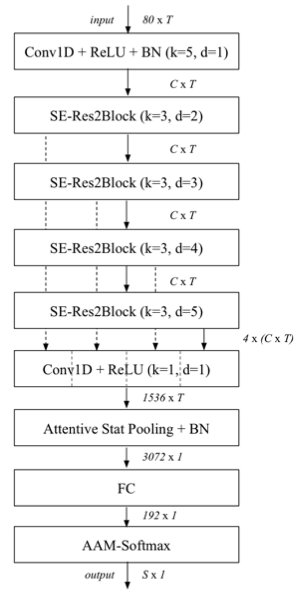 input 80 x T
Conv1D + ReLU + BN (k=5, d=1)
C x T
SE-Res2Block (k=3, d=2)
C x T
SE-Res2Block (k=3, d=3)
C x T
SE-Res2Block (k=3, d=4)
C x T
SE-Res2Block (k=3, d=5)
4 x (C x T)
Conv1D + ReLU (k=1, d=1)
1536 x T
Attentive Stat Pooling + BN
3072 x 1
FC
192 x 1
AAM-Softmax
output S x 1